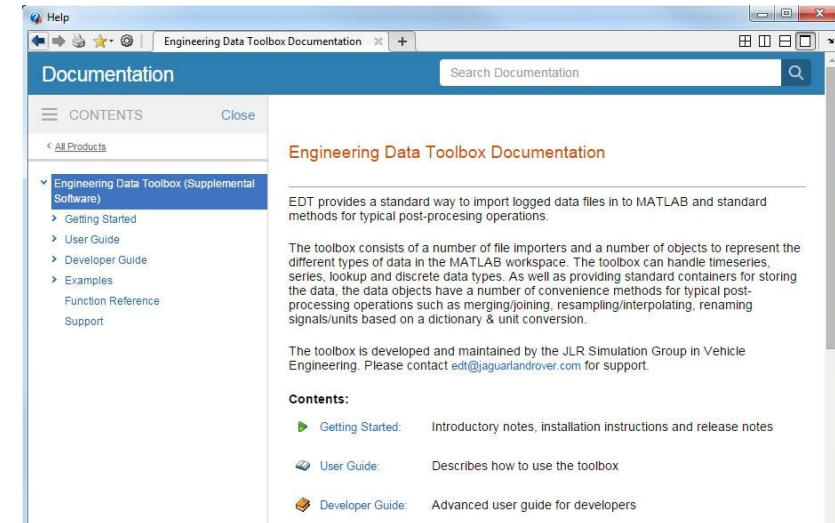 Help
Engineering Data Toolbox Documentation
Documentation
Search Documentation
CONTENTS
Close
All Products
Engineering Data Toolbox (Supplemental
Software)
Getting Started
User Guide
Developer Guide
Examples
Function Reference
Support
Engineering Data Toolbox Documentation
EDT provides a standard way to import logged data files in to MATLAB and standard
methods for typical post-procesing operations.
The toolbox consists of a number of file importers and a number of objects to represent the
different types of data in the MATLAB workspace. The toolbox can handle timeseries,
series, lookup and discrete data types. As well as providing standard containers for storing
the data, the data objects have a number of convenience methods for typical post-
processing operations such as merging/joining, resampling/interpolating, renaming
signals/units based on a dictionary & unit conversion.
The toolbox is developed and maintained by the JLR Simulation Group in Vehicle
Engineering. Please contact edt@jaguarlandrover.com for support.
Contents:
Getting Started: Introductory notes, installation instructions and release notes
User Guide: Describes how to use the toolbox
Developer Guide: Advanced user guide for developers